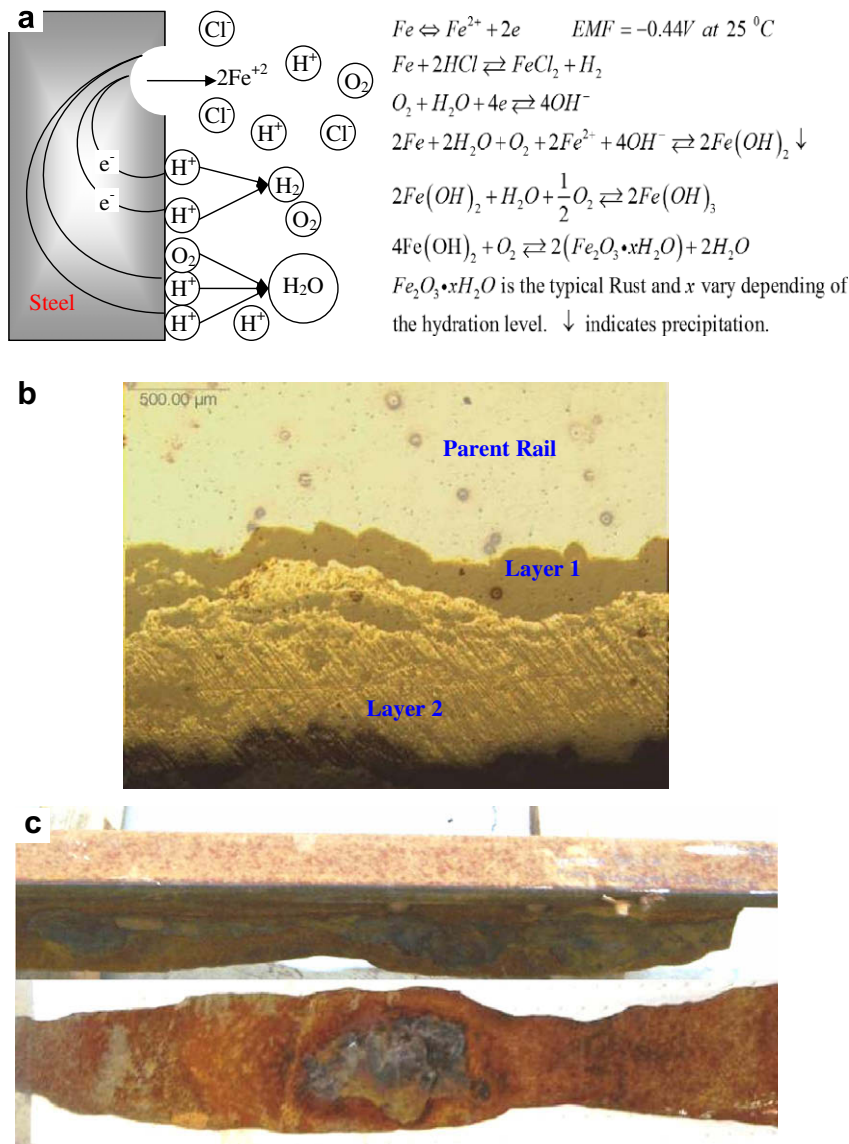 a
Cl⁻
2Fe⁺²
H⁺
O₂
Cl⁻
H⁺
Cl⁻
e⁻
H⁺
H₂
e⁻
H⁺
O₂
O₂
H⁺
H₂O
Steel
H⁺
H⁺
Fe ⇔ Fe²⁺ + 2e EMF = −0.44V at 25 ⁰C
Fe + 2HCl ⇄ FeCl₂ + H₂
O₂ + H₂O + 4e ⇄ 4OH⁻
2Fe + 2H₂O + O₂ + 2Fe²⁺ + 4OH⁻ ⇄ 2Fe(OH)₂ ↓
2Fe(OH)₂ + H₂O + 1/2 O₂ ⇄ 2Fe(OH)₃
4Fe(OH)₂ + O₂ ⇄ 2(Fe₂O₃•xH₂O) + 2H₂O
Fe₂O₃•xH₂O is the typical Rust and x vary depending of
the hydration level. ↓ indicates precipitation.
b
500.00 µm
Parent Rail
Layer 1
Layer 2
c